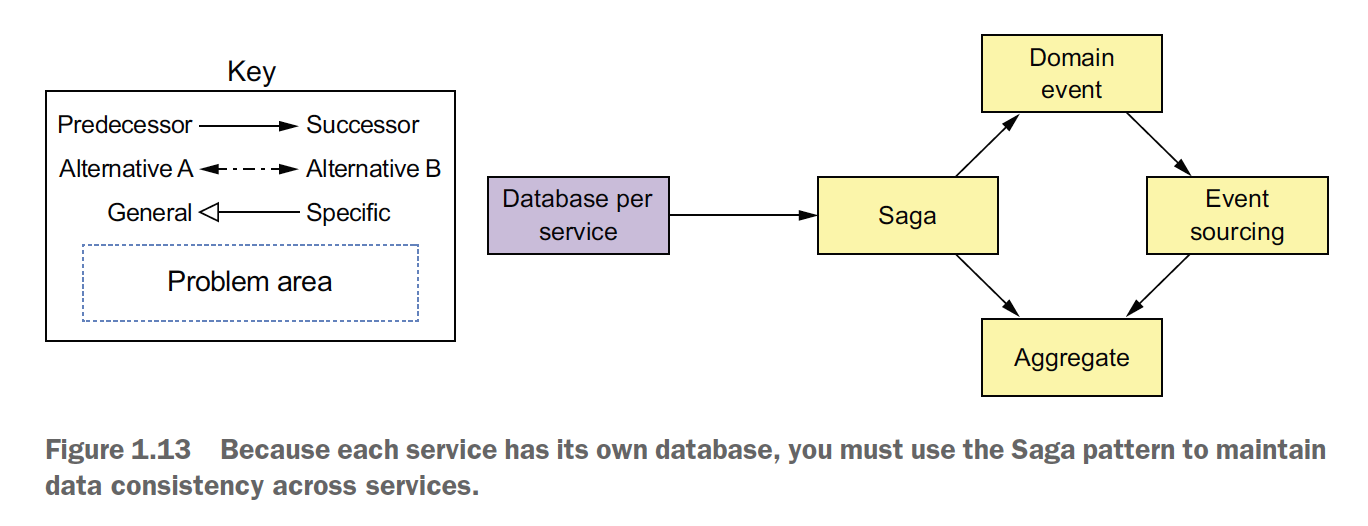 Key
Predecessor
Successor
Alternative A
Alternative B
General
Specific
Problem area
Database per
service
Saga
Domain
event
Event
sourcing
Aggregate
Figure 1.13 Because each service has its own database, you must use the Saga pattern to maintain
data consistency across services.